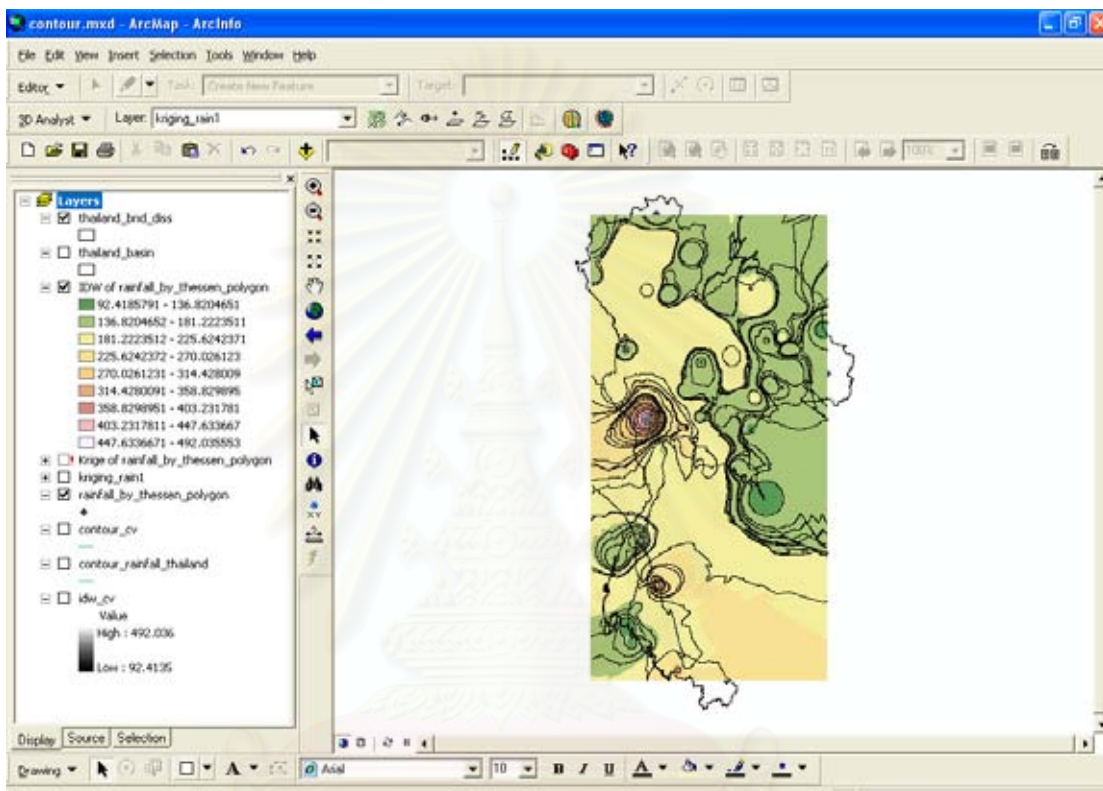 contour.mxd - ArcMap - ArcInfo
File Edit View Insert Selection Tools Window Help
Editor Task: Create New Feature Target:
3D Analyst Layer: kriging_rain1
100%
Layers
thailand_bnd_diss
thailand_basin
IDW of rainfall_by_thessen_polygon
92.4185791 - 136.8204651
136.8204652 - 181.2223511
181.2223512 - 225.6242371
225.6242372 - 270.026123
270.0261231 - 314.428009
314.4280091 - 358.829895
358.8298951 - 403.231781
403.2317811 - 447.633667
447.6336671 - 492.035553
Krige of rainfall_by_thessen_polygon
kriging_rain1
rainfall_by_thessen_polygon
contour_cv
contour_rainfall_thailand
idw_cv
Value
High : 492.036
Low : 92.4135
Display Source Selection
Drawing A Arial 10 B I U A